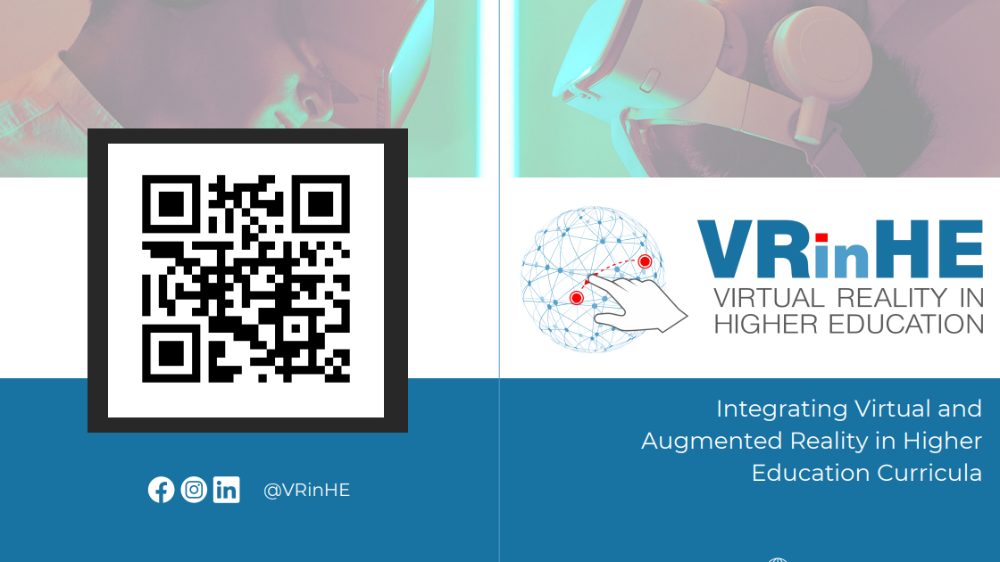 @VRinHE
VRinHE
VIRTUAL REALITY IN
HIGHER EDUCATION
Integrating Virtual and
Augmented Reality in Higher
Education Curricula